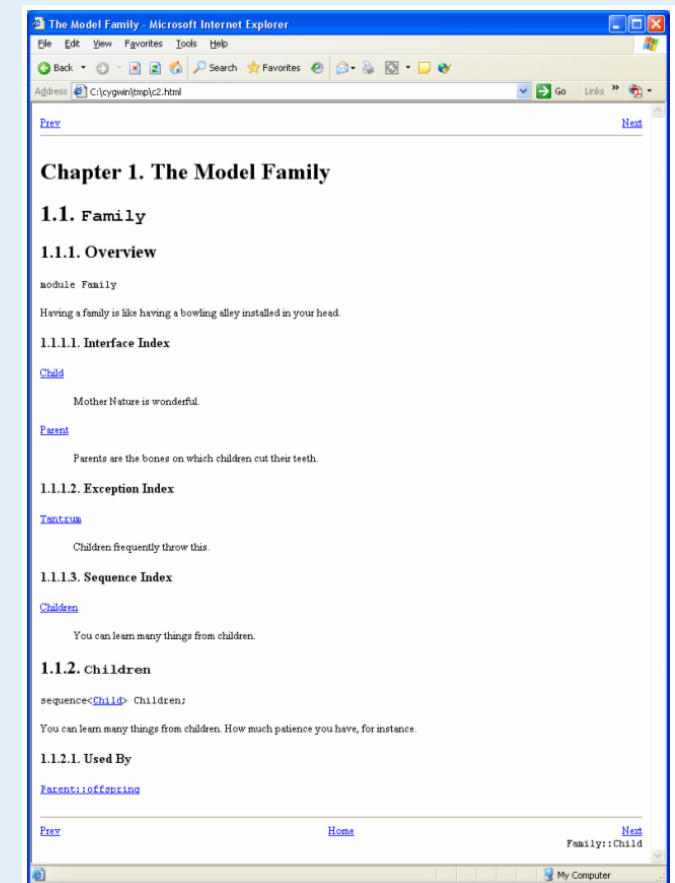 The Model Family - Microsoft Internet Explorer
File Edit View Favorites Tools Help
Back Search Favorites
Address C:\cygwin\tmp\c2.html Go Links »
Prev Next
Chapter 1. The Model Family
1.1. Family
1.1.1. Overview
module Family
Having a family is like having a bowling alley installed in your head.
1.1.1.1. Interface Index
Child
Mother Nature is wonderful.
Parent
Parents are the bones on which children cut their teeth.
1.1.1.2. Exception Index
Tantrum
Children frequently throw this.
1.1.1.3. Sequence Index
Children
You can learn many things from children.
1.1.2. Children
sequence<Child> Children;
You can learn many things from children. How much patience you have, for instance.
1.1.2.1. Used By
Parent::offspring
Prev Home Next
Family::Child
My Computer